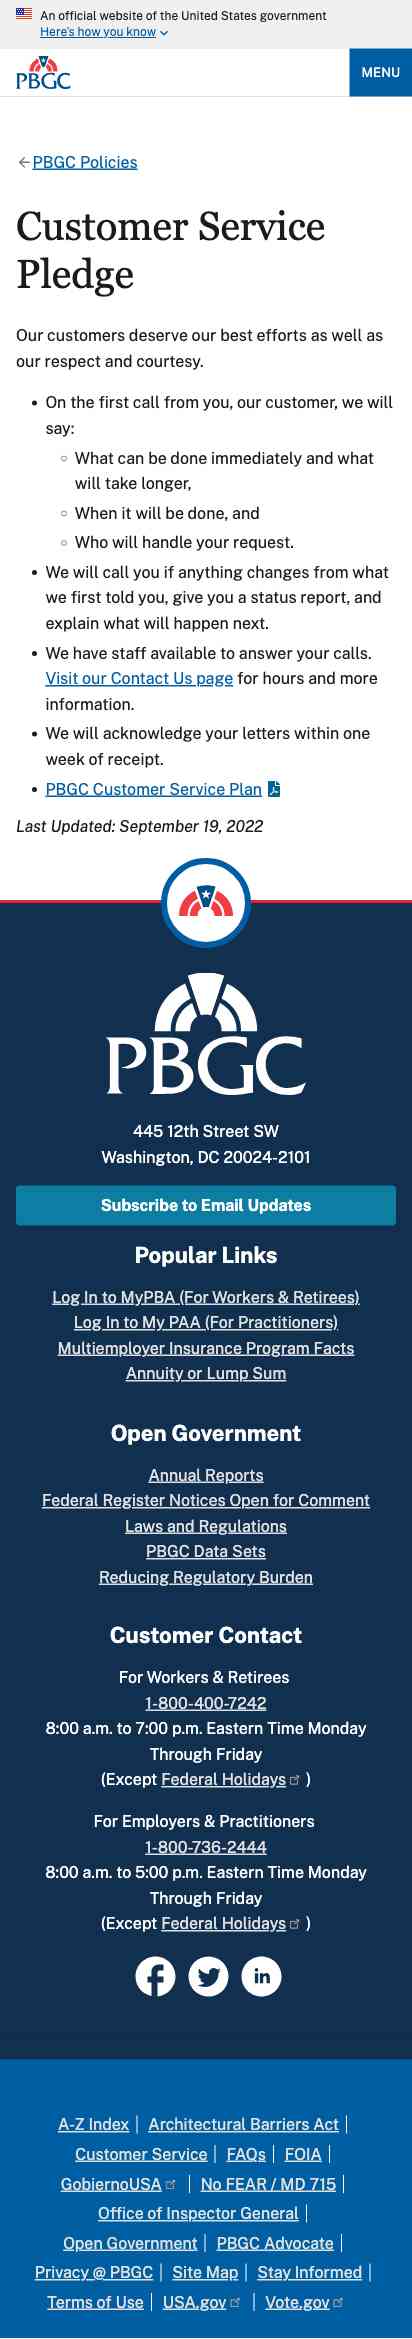 An official website of the United States government
Here's how you know
PBGC
MENU
PBGC Policies
Customer Service
Pledge
Our customers deserve our best efforts as well as
our respect and courtesy.
On the first call from you, our customer, we will
say:
What can be done immediately and what
will take longer,
When it will be done, and
Who will handle your request.
We will call you if anything changes from what
we first told you, give you a status report, and
explain what will happen next.
We have staff available to answer your calls.
Visit our Contact Us page for hours and more
information.
We will acknowledge your letters within one
week of receipt.
PBGC Customer Service Plan
Last Updated: September 19, 2022
PBGC
445 12th Street SW
Washington, DC 20024-2101
Subscribe to Email Updates
Popular Links
Log In to MyPBA (For Workers & Retirees)
Log In to My PAA (For Practitioners)
Multiemployer Insurance Program Facts
Annuity or Lump Sum
Open Government
Annual Reports
Federal Register Notices Open for Comment
Laws and Regulations
PBGC Data Sets
Reducing Regulatory Burden
Customer Contact
For Workers & Retirees
1-800-400-7242
8:00 a.m. to 7:00 p.m. Eastern Time Monday
Through Friday
(Except Federal Holidays )
For Employers & Practitioners
1-800-736-2444
8:00 a.m. to 5:00 p.m. Eastern Time Monday
Through Friday
(Except Federal Holidays )
in
A-Z Index | Architectural Barriers Act |
Customer Service | FAQs | FOIA |
GobiernoUSA | No FEAR / MD 715 |
Office of Inspector General |
Open Government | PBGC Advocate |
Privacy @ PBGC | Site Map | Stay Informed |
Terms of Use | USA.gov | Vote.gov